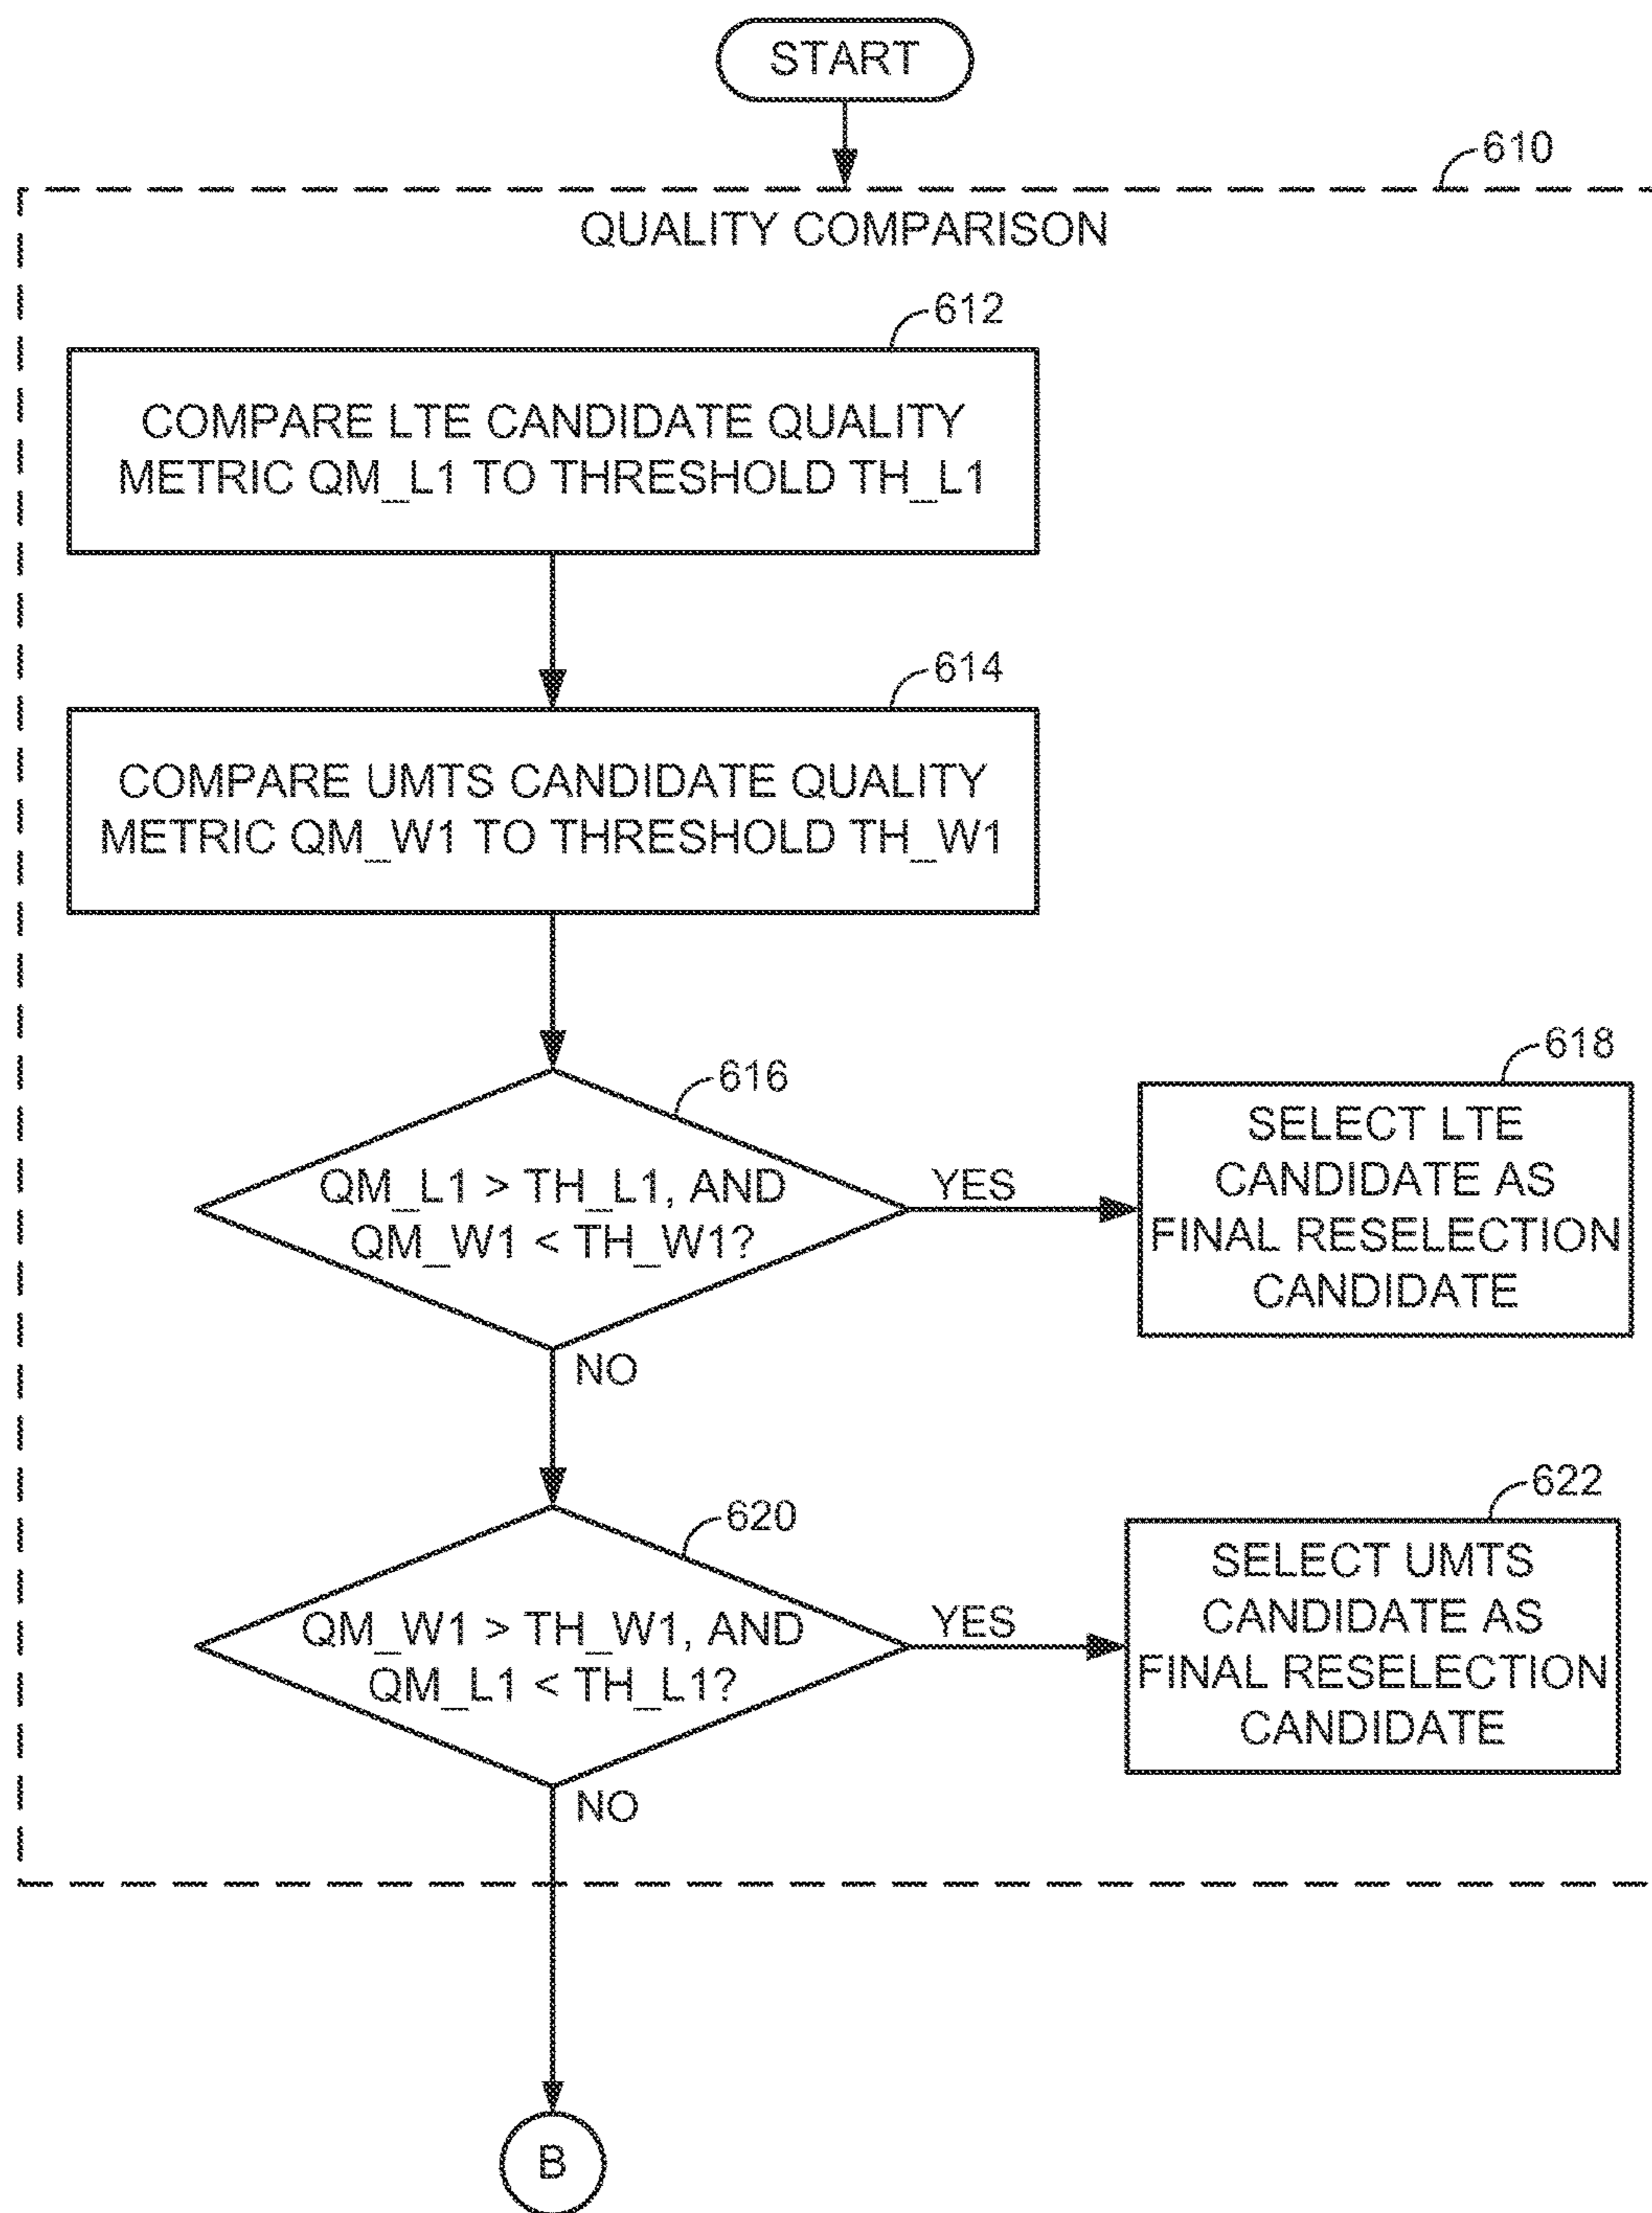 START
610
QUALITY COMPARISON
612
COMPARE LTE CANDIDATE QUALITY
METRIC QM_L1 TO THRESHOLD TH_L1
614
COMPARE UMTS CANDIDATE QUALITY
METRIC QM_W1 TO THRESHOLD TH_W1
616
QM_L1 > TH_L1, AND
QM_W1 < TH_W1?
YES
618
SELECT LTE
CANDIDATE AS
FINAL RESELECTION
CANDIDATE
NO
620
QM_W1 > TH_W1, AND
QM_L1 < TH_L1?
YES
622
SELECT UMTS
CANDIDATE AS
FINAL RESELECTION
CANDIDATE
NO
B